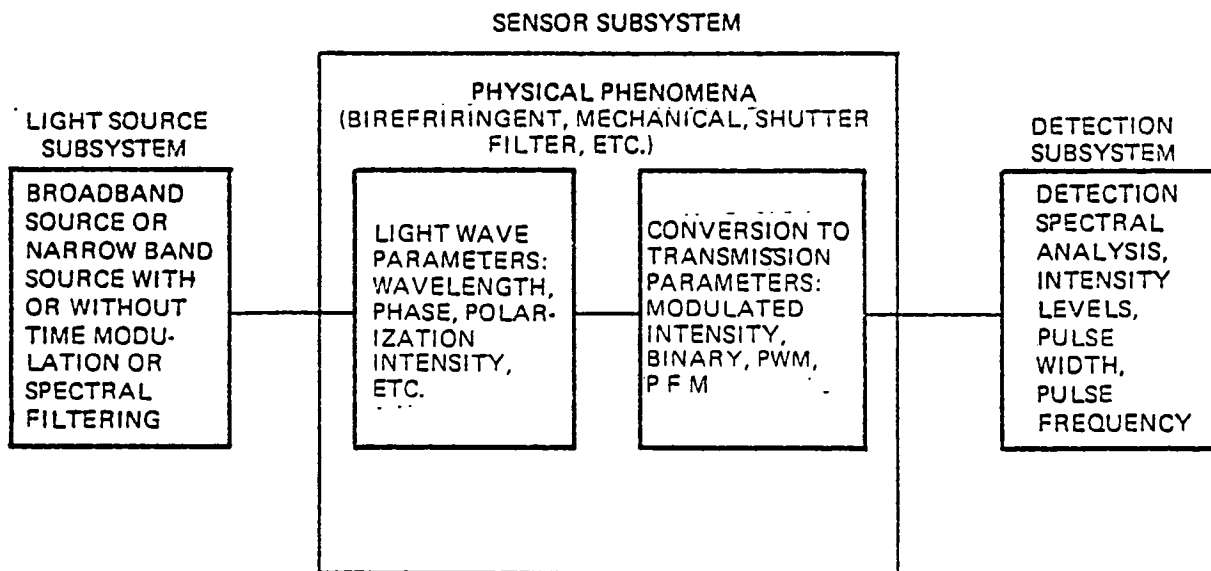 SENSOR SUBSYSTEM
PHYSICAL PHENOMENA
(BIREFRIRINGENT, MECHANICAL, SHUTTER
FILTER, ETC.)
LIGHT SOURCE
SUBSYSTEM
BROADBAND
SOURCE OR
NARROW BAND
SOURCE WITH
OR WITHOUT
TIME MODU-
LATION OR
SPECTRAL
FILTERING
LIGHT WAVE
PARAMETERS:
WAVELENGTH,
PHASE, POLAR-
IZATION
INTENSITY,
ETC.
CONVERSION TO
TRANSMISSION
PARAMETERS:
MODULATED
INTENSITY,
BINARY, PWM,
P F M
DETECTION
SUBSYSTEM
DETECTION
SPECTRAL
ANALYSIS,
INTENSITY
LEVELS,
PULSE
WIDTH,
PULSE
FREQUENCY